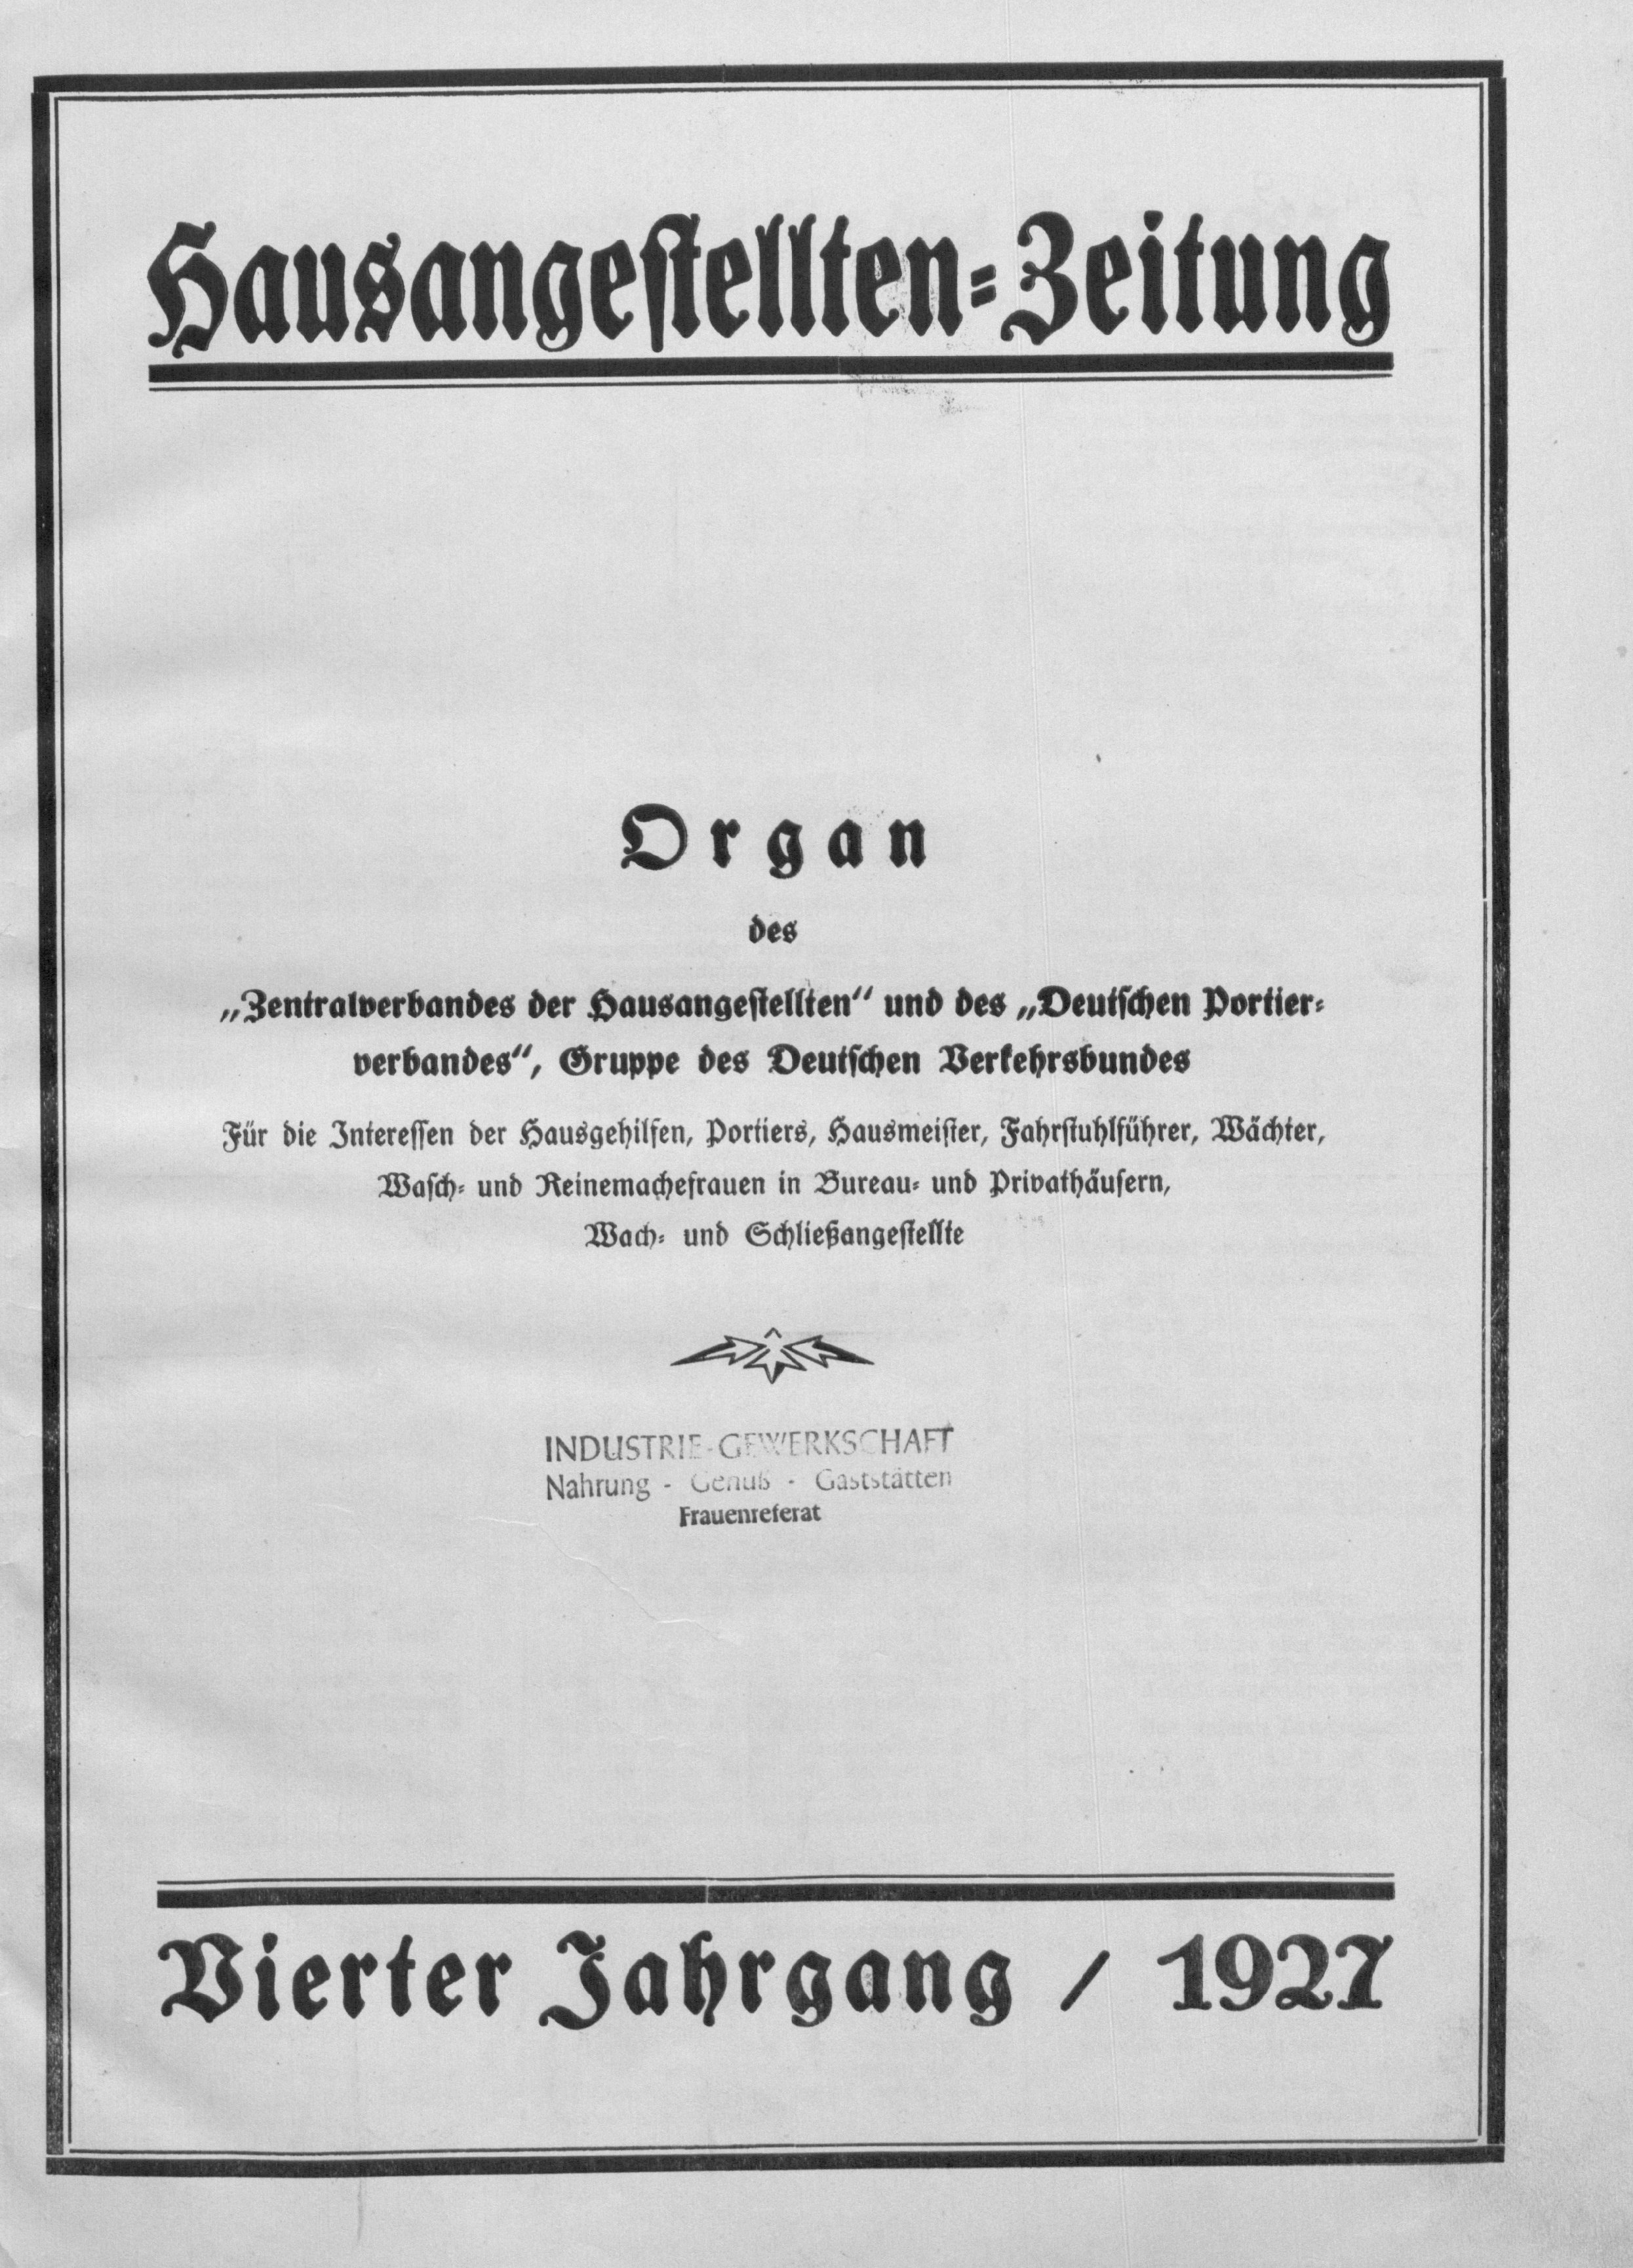 Hausangestellten-Zeitung
Organ
des
„Zentralverbandes der Hausangestellten“ und des „Deutschen Portier-
verbandes“, Gruppe des Deutschen Verkehrsbundes
Für die Interessen der Hausgehilfen, Portiers, Hausmeister, Fahrstuhlführer, Wächter,
Wasch- und Reinemachefrauen in Bureau- und Privathäusern,
Wach- und Schließangestellte
INDUSTRIE-GEWERKSCHAFT
Nahrung - Genuß - Gaststätten
Frauenreferat
Vierter Jahrgang / 1927